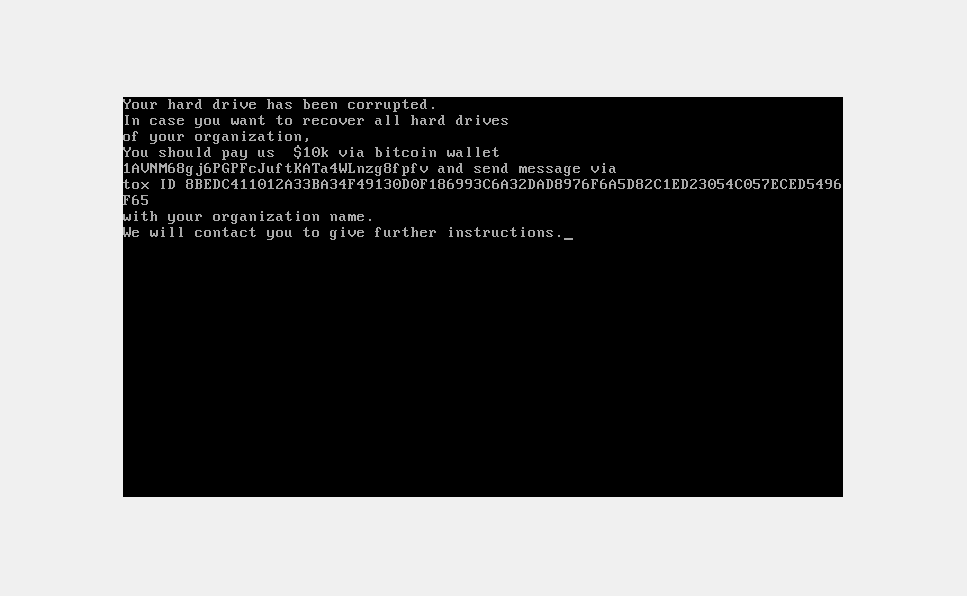 Your hard drive has been corrupted.
In case you want to recover all hard drives
of your organization,
You should pay us  $10k via bitcoin wallet
1AVNM68gj6PGPFcJuftKATa4WLnzg8fpfv and send message via
tox ID 8BEDC411012A33BA34F49130D0F186993C6A32DAD8976F6A5D82C1ED23054C057ECED5496
F65
with your organization name.
We will contact you to give further instructions._